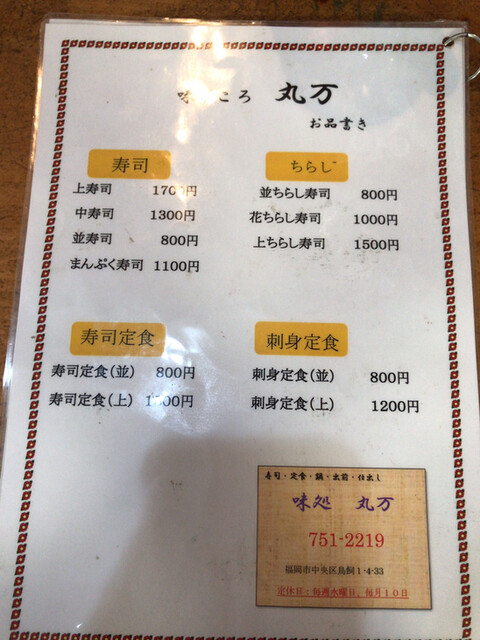 味 ころ 丸万
お品書き
寿司
上寿司 1700円
中寿司 1300円
並寿司 800円
まんぷく寿司 1100円
ちらし
並ちらし寿司 800円
花ちらし寿司 1000円
上ちらし寿司 1500円
寿司定食
寿司定食(並) 800円
寿司定食(上)
刺身定食
刺身定食(並) 800円
刺身定食(上) 1200円
寿司・定食・鍋・出前・仕出し
味処 丸万
751-2219
福岡市中央区鳥飼1-4-33
定休日:毎週水曜日、毎月10日